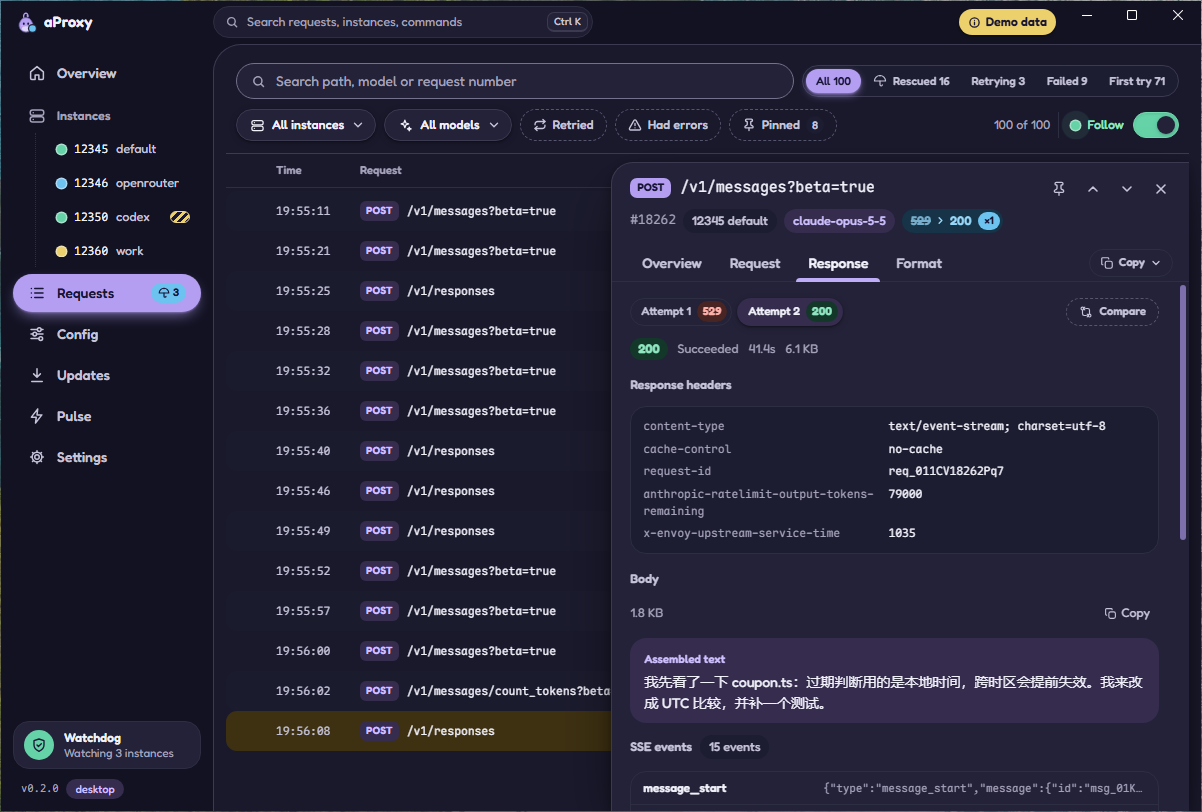 aProxy
Search requests, instances, commands
Ctrl K
Demo data
Overview
Instances
12345 default
12346 openrouter
12350 codex
12360 work
Requests 3
Config
Updates
Pulse
Settings
Watchdog
Watching 3 instances
v0.2.0 desktop
Search path, model or request number
All 100
Rescued 16
Retrying 3
Failed 9
First try 71
All instances
All models
Retried
Had errors
Pinned 8
100 of 100
Follow
Time Request
19:55:11 POST /v1/messages?beta=true
19:55:21 POST /v1/messages?beta=true
19:55:25 POST /v1/responses
19:55:28 POST /v1/messages?beta=true
19:55:32 POST /v1/messages?beta=true
19:55:36 POST /v1/messages?beta=true
19:55:40 POST /v1/responses
19:55:46 POST /v1/responses
19:55:49 POST /v1/responses
19:55:52 POST /v1/messages?beta=true
19:55:57 POST /v1/messages?beta=true
19:56:00 POST /v1/messages?beta=true
19:56:02 POST /v1/messages/count_tokens?beta
19:56:08 POST /v1/responses
POST /v1/messages?beta=true
#18262 12345 default claude-opus-5-5 529 > 200 x1
Overview Request Response Format
Copy
Attempt 1 529 Attempt 2 200
Compare
200 Succeeded 41.4s 6.1 KB
Response headers
content-type text/event-stream; charset=utf-8
cache-control no-cache
request-id req_011CV18262Pq7
anthropic-ratelimit-output-tokens- 79000
remaining
x-envoy-upstream-service-time 1035
Body
1.8 KB Copy
Assembled text
我先看了一下 coupon.ts：过期判断用的是本地时间，跨时区会提前失效。我来改
成 UTC 比较，并补一个测试。
SSE events 15 events
message_start {"type":"message_start","message":{"id":"msg_01K…